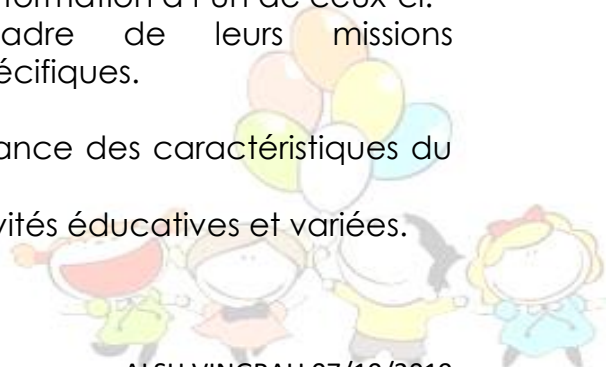 formation à l'un de ceux-ci.
adre de leurs missions
écifiques.
ance des caractéristiques du
vités éducatives et variées.